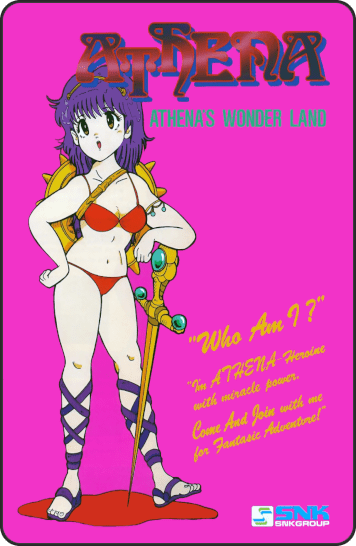 ATHENA
ATHENA'S WONDER LAND
"Who Am I?"
"Im ATHENA-Heroine
with miracle power.
Come And Join with me
for Fantasic Adventure!"
SNK
SNKGROUP